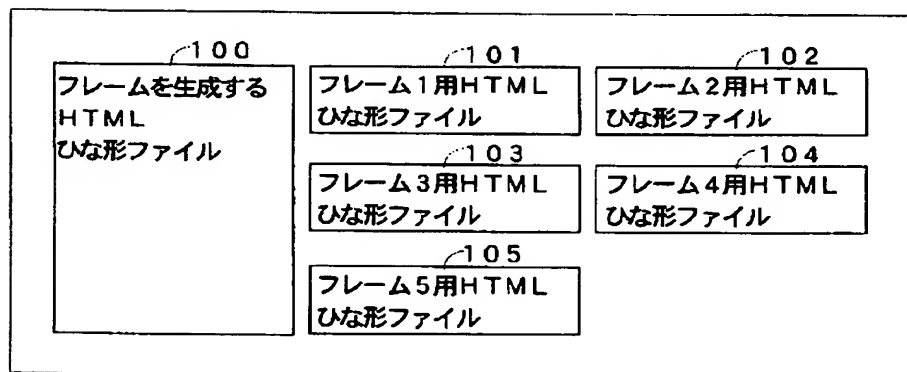 100
フレームを生成する
HTML
ひな形ファイル
101
フレーム1用HTML
ひな形ファイル
102
フレーム2用HTML
ひな形ファイル
103
フレーム3用HTML
ひな形ファイル
104
フレーム4用HTML
ひな形ファイル
105
フレーム5用HTML
ひな形ファイル